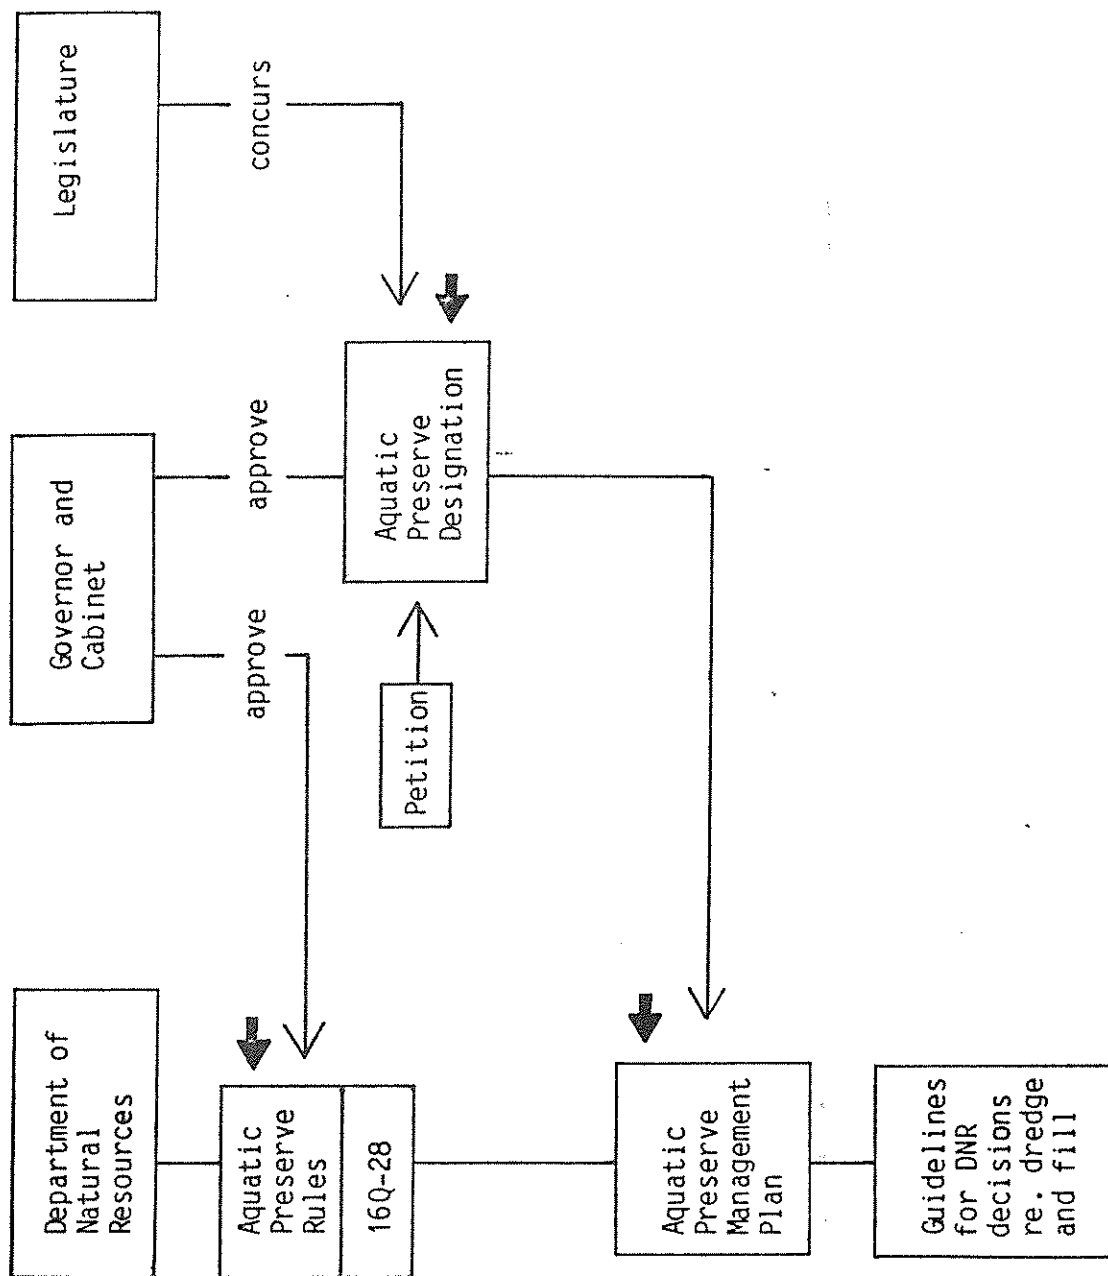 Department of
Natural
Resources
Governor and
Cabinet
Legislature
approve
approve
concurs
Aquatic
Preserve
Rules
16Q-28
Petition
Aquatic
Preserve
Designation
Aquatic
Preserve
Management
Plan
Guidelines
for DNR
decisions
re. dredge
and fill